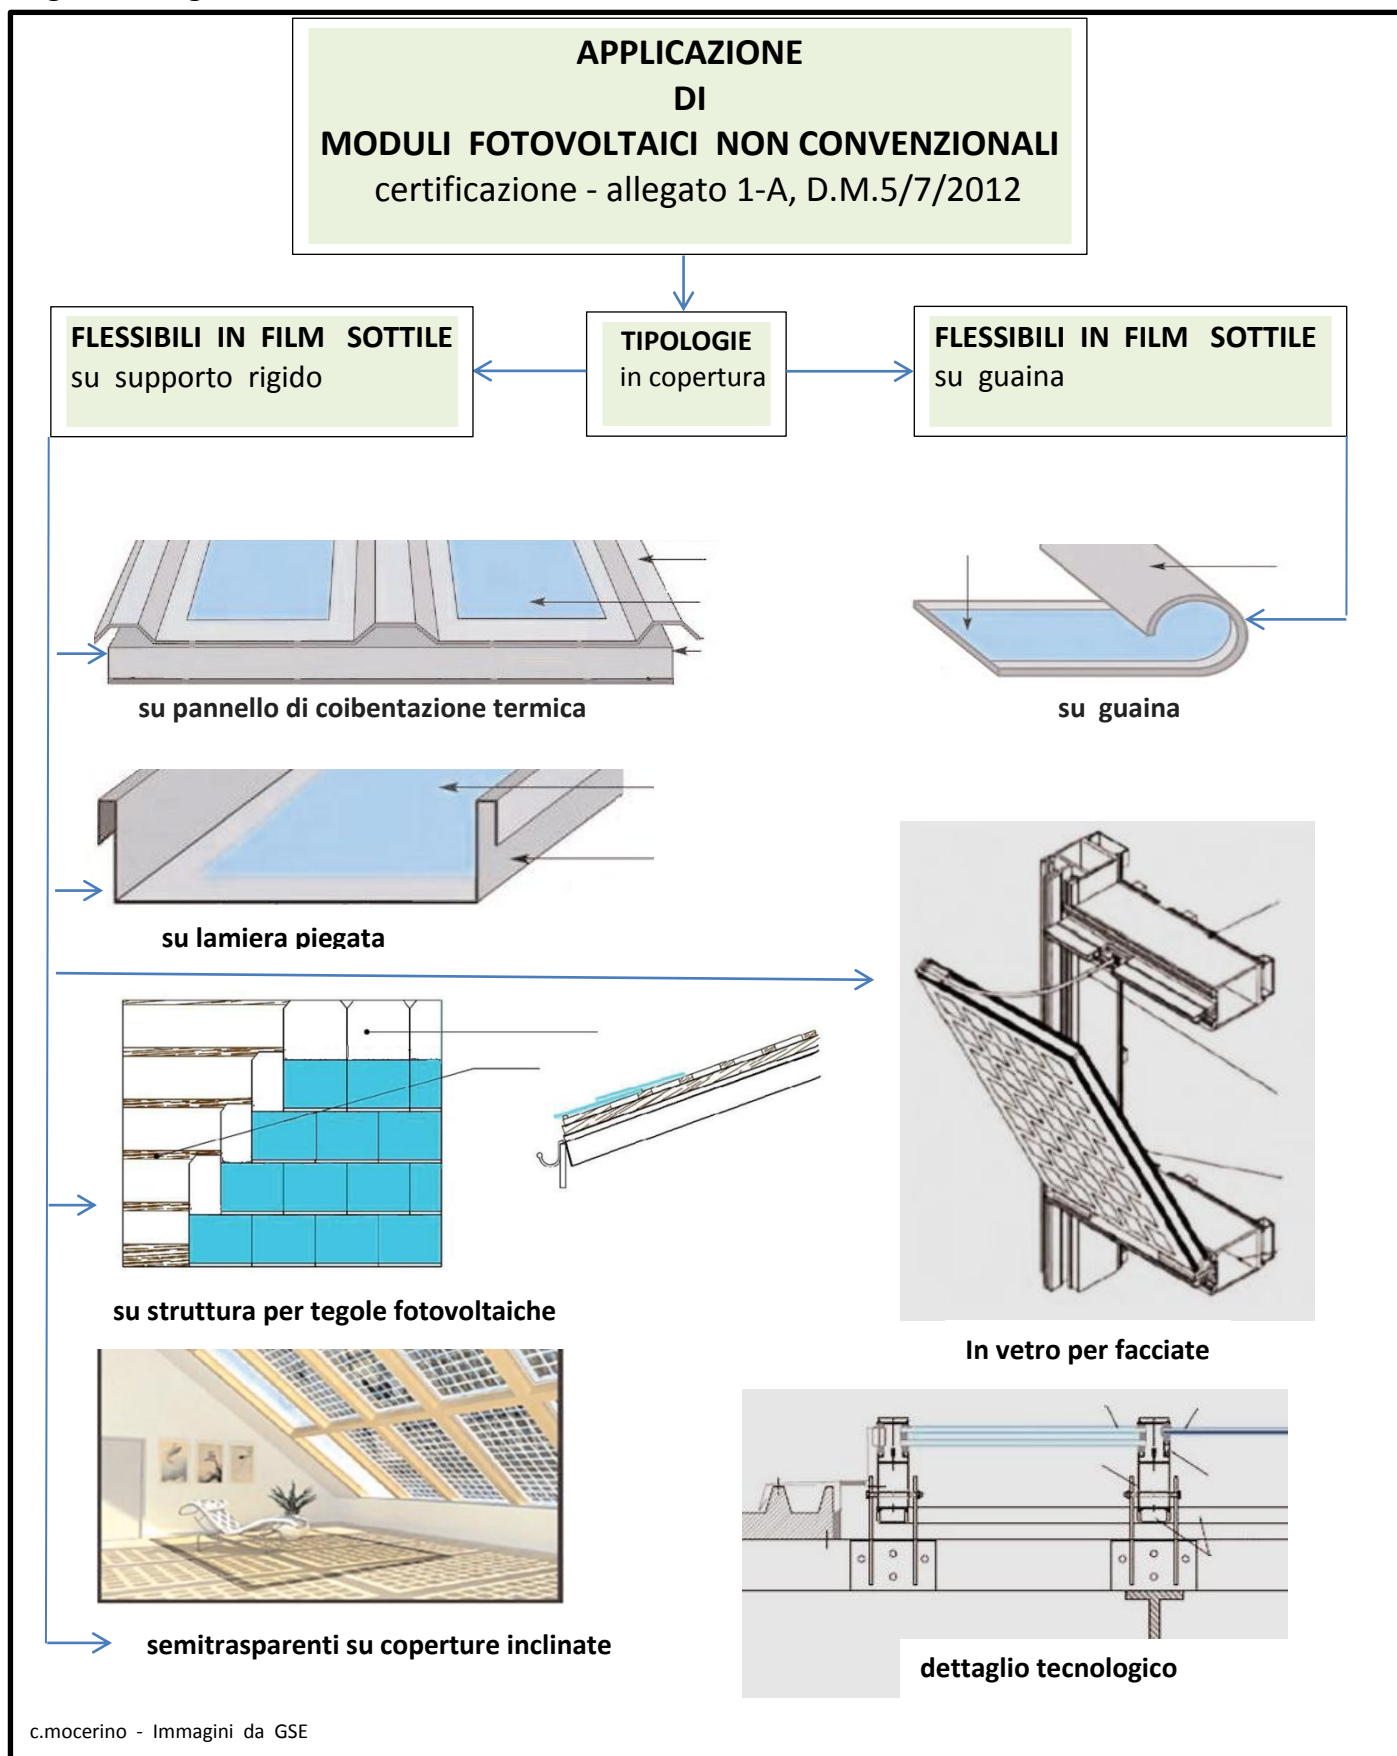 APPLICAZIONE
DI
MODULI FOTOVOLTAICI NON CONVENZIONALI
certificazione - allegato 1-A, D.M.5/7/2012
FLESSIBILI IN FILM SOTTILE
su supporto rigido
TIPOLOGIE
in copertura
FLESSIBILI IN FILM SOTTILE
su guaina
su pannello di coibentazione termica
su guaina
su lamiera piegata
su struttura per tegole fotovoltaiche
In vetro per facciate
semitrasparenti su coperture inclinate
dettaglio tecnologico
c.mocerino - Immagini da GSE